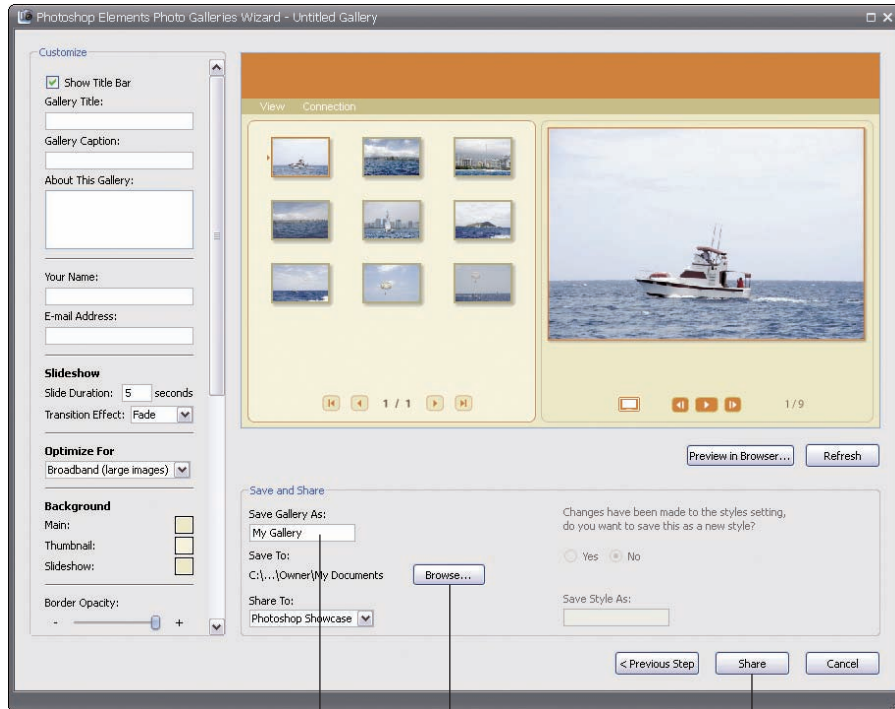 Photoshop Elements Photo Galleries Wizard - Untitled Gallery
Customize
Show Title Bar
Gallery Title:
Gallery Caption:
About This Gallery:
Your Name:
E-mail Address:
Slideshow
Slide Duration: 5 seconds
Transition Effect: Fade
Optimize For
Broadband (large images)
Background
Main:
Thumbnail:
Slideshow:
Border Opacity:
- +
View Connection
1 / 1
1/9
Preview in Browser... Refresh
Save and Share
Save Gallery As:
My Gallery
Save To:
C:\...\Owner\My Documents Browse...
Share To:
Photoshop Showcase
Changes have been made to the styles setting,
do you want to save this as a new style?
Yes No
Save Style As:
< Previous Step Share Cancel